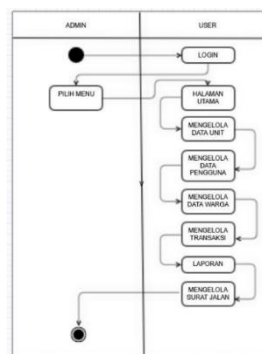 ADMIN
USER
LOGIN
PILIH MENU
HALAMAN
UTAMA
MENGELOLA
DATA UNIT
MENGELOLA
DATA
PENGGUNA
MENGELOLA
DATA WARGA
MENGELOLA
TRANSAKSI
LAPORAN
MENGELOLA
SURAT JALAN